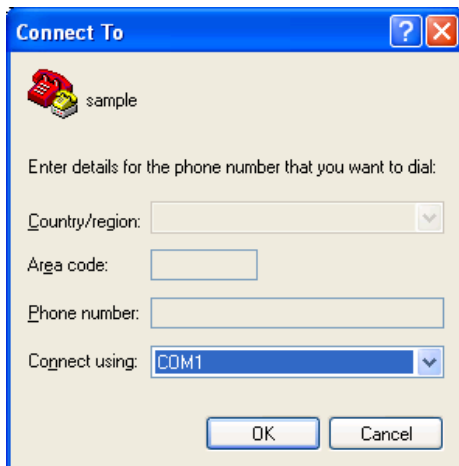 Connect To
sample
Enter details for the phone number that you want to dial:
Country/region:
Area code:
Phone number:
Connect using: COM1
OK Cancel